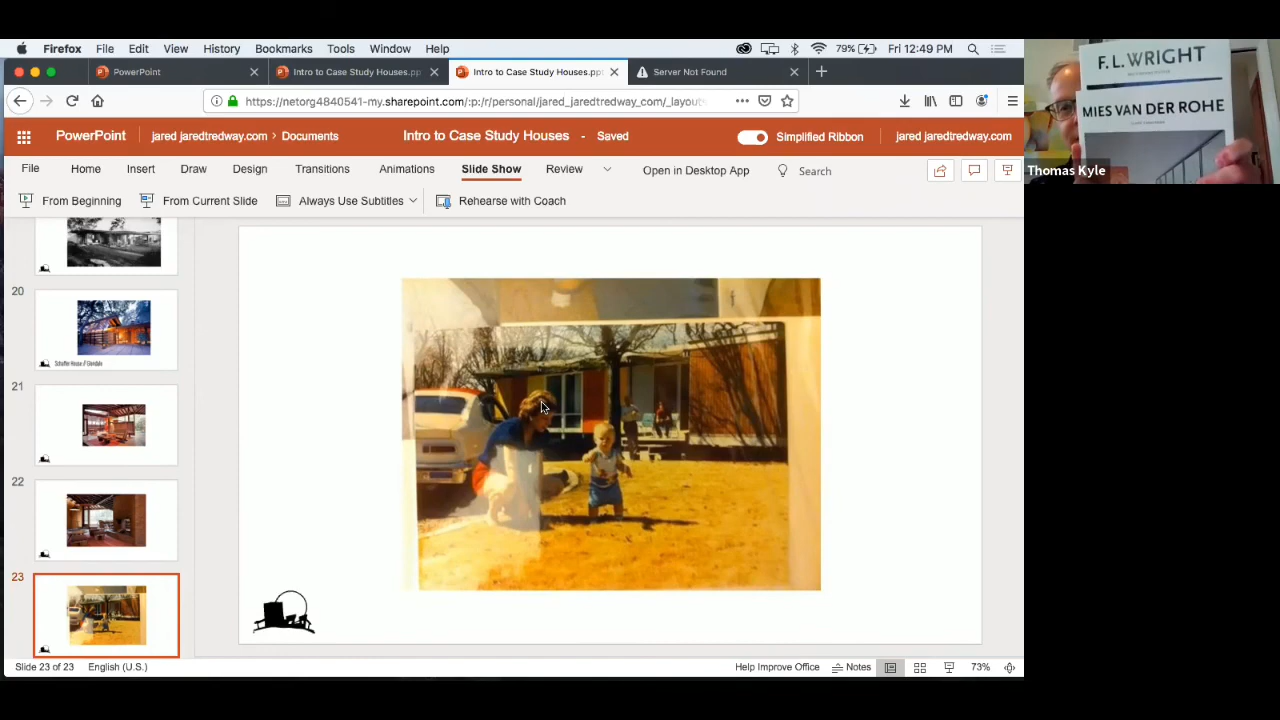 Firefox File Edit View History Bookmarks Tools Window Help 79% Fri 12:49 PM
PowerPoint Intro to Case Study Houses.pp Intro to Case Study Houses.pp Server Not Found
https://netorg4840541-my.sharepoint.com/:p:/r/personal/jared_jaredtredway_com/_layouts
PowerPoint jared jaredtredway.com > Documents Intro to Case Study Houses - Saved Simplified Ribbon jared jaredtredway.com
File Home Insert Draw Design Transitions Animations Slide Show Review Open in Desktop App Search
From Beginning From Current Slide Always Use Subtitles Rehearse with Coach
F. L. WRIGHT
MIES VAN DER ROHE
Thomas Kyle
20
21
22
23
Slide 23 of 23 English (U.S.) Help Improve Office Notes 73%